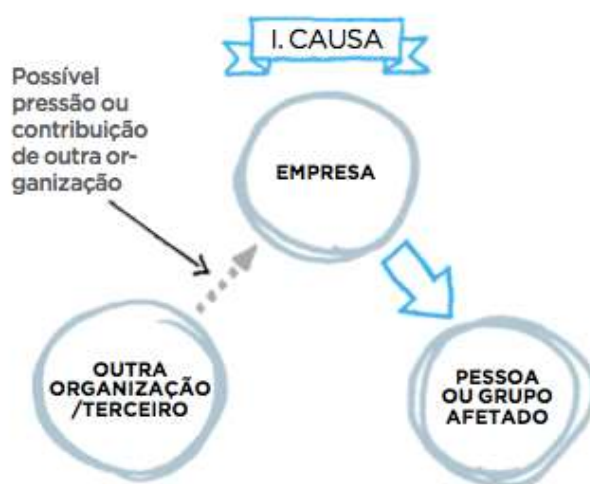 I. CAUSA
Possível
pressão ou
contribuição
de outra or-
ganização
EMPRESA
OUTRA
ORGANIZAÇÃO
/TERCEIRO
PESSOA
OU GRUPO
AFETADO